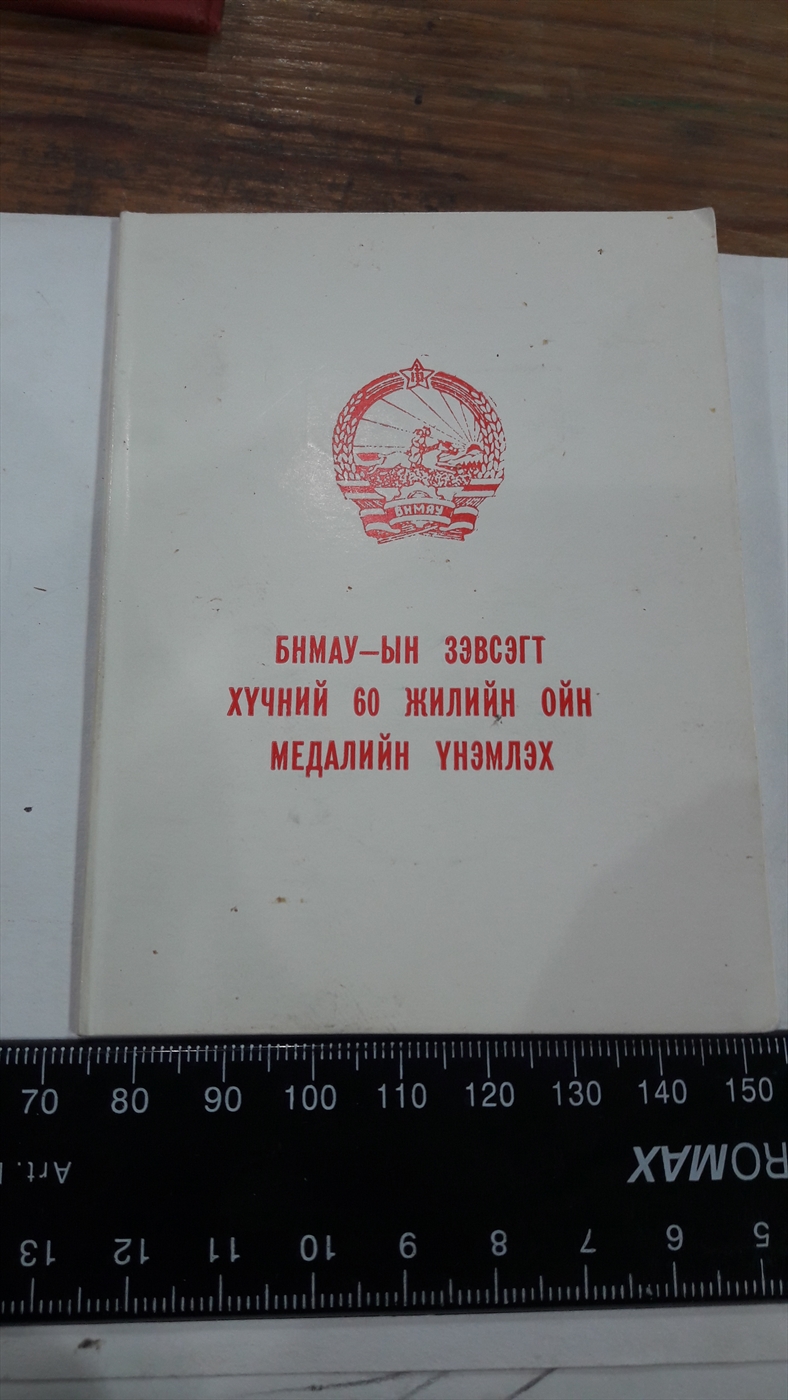 БНМАУ
БНМАУ–ЫН ЗЭВСЭГТ
ХҮЧНИЙ 60 ЖИЛИЙН ОЙН
МЕДАЛИЙН ҮНЭМЛЭХ
70 80 90 100 110 120 130 140 150
Art.
ROMAX
13 12 11 10 9 8 7 6 5